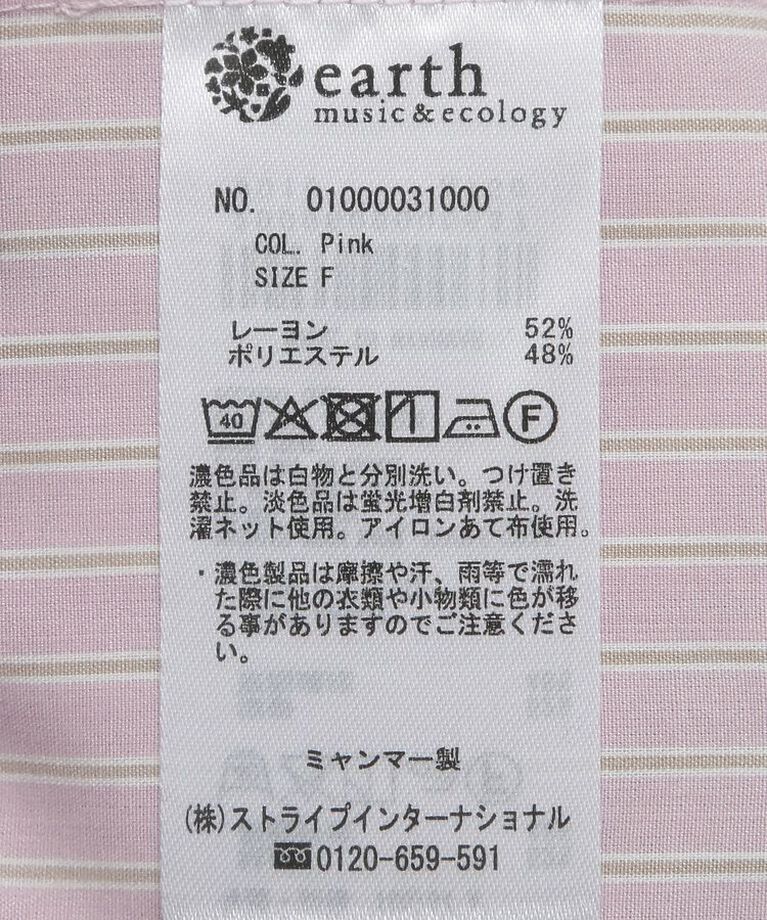 earth
music&ecology
NO. 01000031000
COL. Pink
SIZE F
レーヨン 52%
ポリエステル 48%
40 F
濃色品は白物と分別洗い。つけ置き
禁止。淡色品は蛍光増白剤禁止。洗
濯ネット使用。アイロンあて布使用。
・濃色製品は摩擦や汗、雨等で濡れ
た際に他の衣類や小物類に色が移
る事がありますのでご注意くださ
い。
ミャンマー製
(株)ストライプインターナショナル
0120-659-591